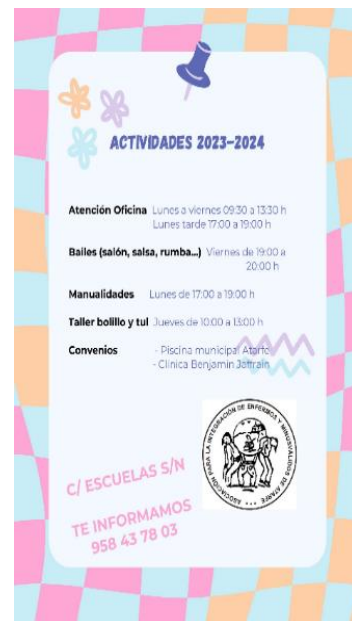 ACTIVIDADES 2023-2024
Atención Oficina Lunes a viernes 09:30 a 13:30 h
Lunes tarde 17:00 a 19:00 h
Bailes (salón, salsa, rumba...) Viernes de 19:00 a
20:00 h
Manualidades Lunes de 17:00 a 19:00 h
Taller bolillo y tul Jueves de 10:00 a 13:00 h
Convenios - Piscina municipal Atarfe
- Clínica Benjamin Jattrain
ASOCIACIÓN PARA LA INTEGRACIÓN DE ENFERMOS Y MINUSVÁLIDOS DE ATARFE
C/ ESCUELAS S/N
TE INFORMAMOS
958 43 78 03